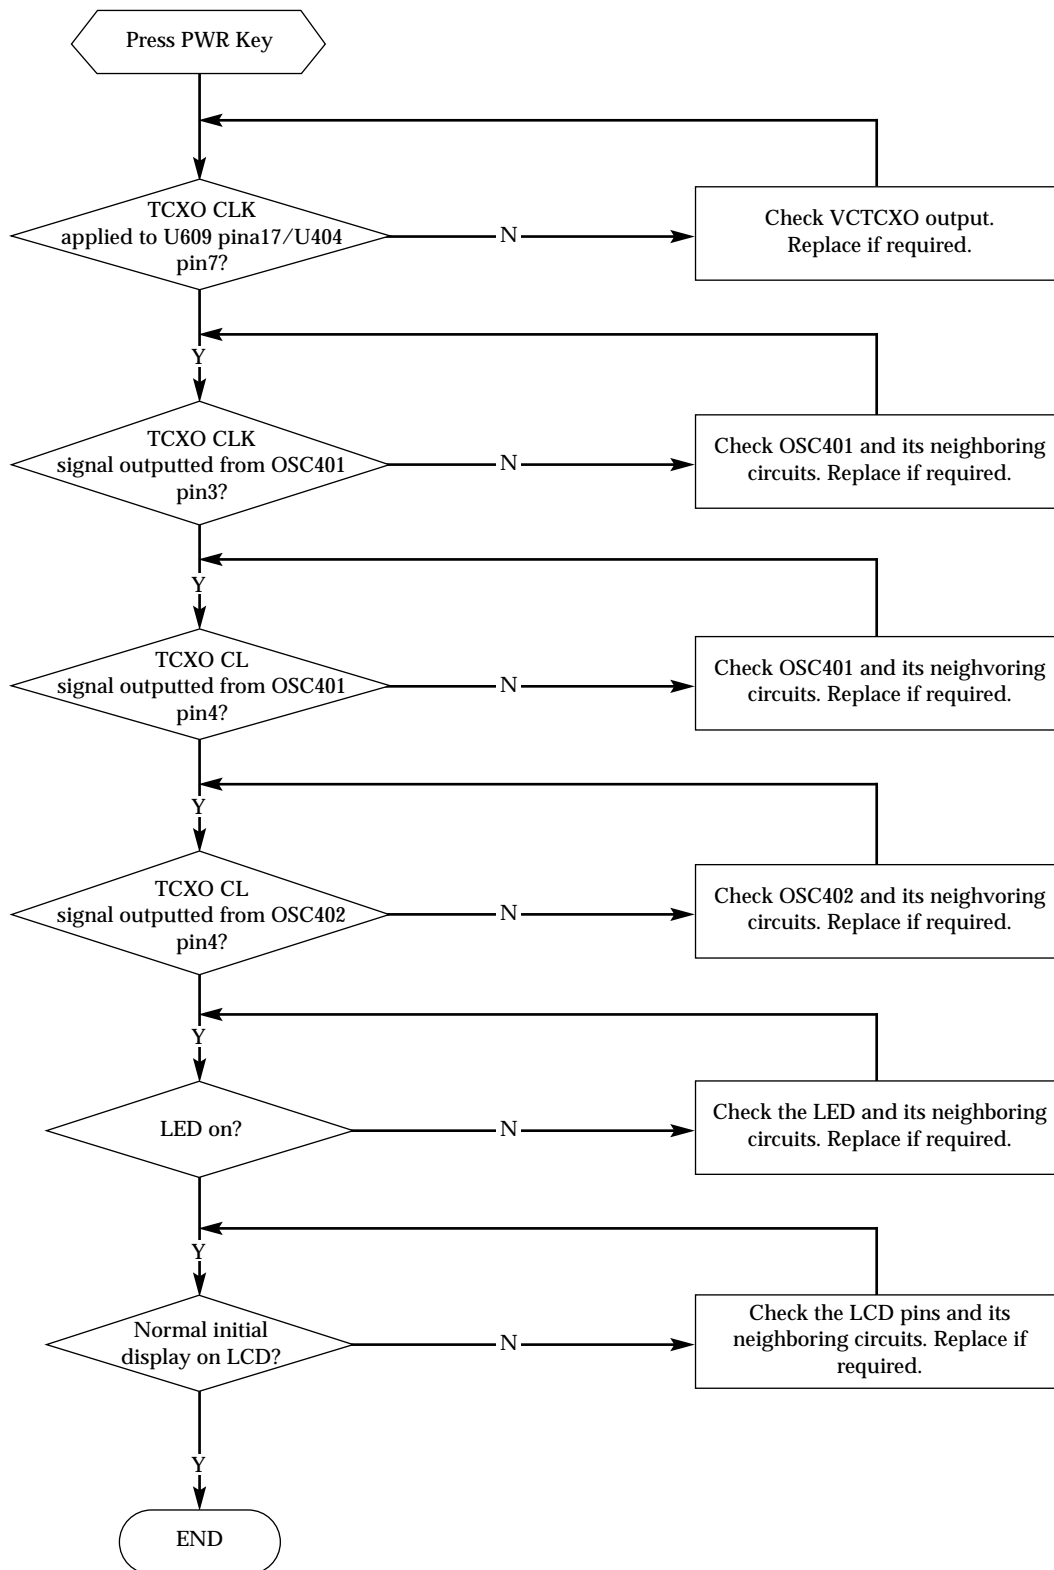 Press PWR Key
TCXO CLK
applied to U609 pina17/U404
pin7?
N
Check VCTCXO output.
Replace if required.
Y
TCXO CLK
signal outputted from OSC401
pin3?
N
Check OSC401 and its neighboring
circuits. Replace if required.
Y
TCXO CL
signal outputted from OSC401
pin4?
N
Check OSC401 and its neighvoring
circuits. Replace if required.
Y
TCXO CL
signal outputted from OSC402
pin4?
N
Check OSC402 and its neighvoring
circuits. Replace if required.
Y
LED on?
N
Check the LED and its neighboring
circuits. Replace if required.
Y
Normal initial
display on LCD?
N
Check the LCD pins and its
neighboring circuits. Replace if
required.
Y
END